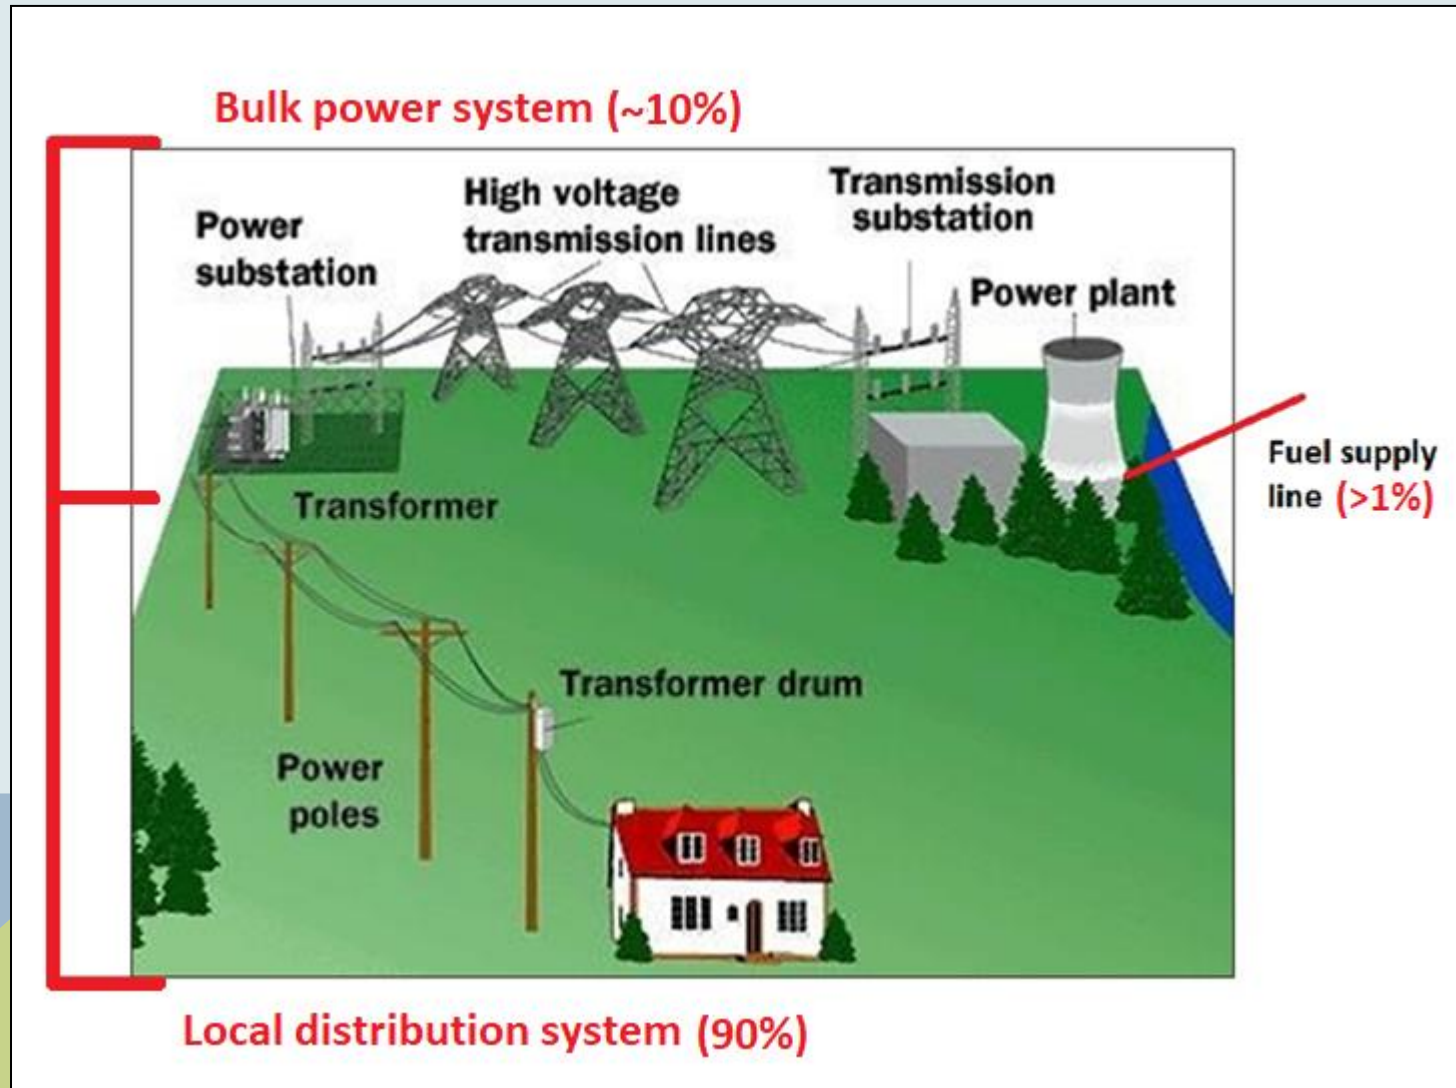 Bulk power system (~10%)
High voltage
transmission lines
Transmission
substation
Power
substation
Power plant
Fuel supply
line (>1%)
Transformer
Transformer drum
Power
poles
Local distribution system (90%)